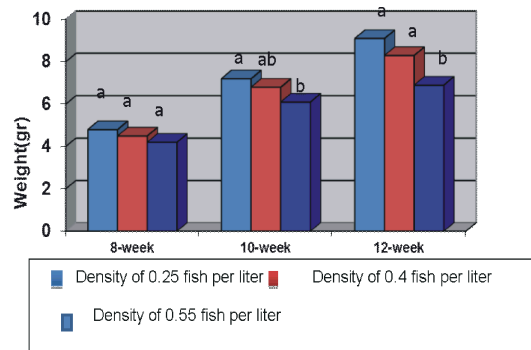 10
8
6
4
2
0
Weight(gr)
a a a
a ab b
a a b
8-week 10-week 12-week
Density of 0.25 fish per liter Density of 0.4 fish per liter
Density of 0.55 fish per liter